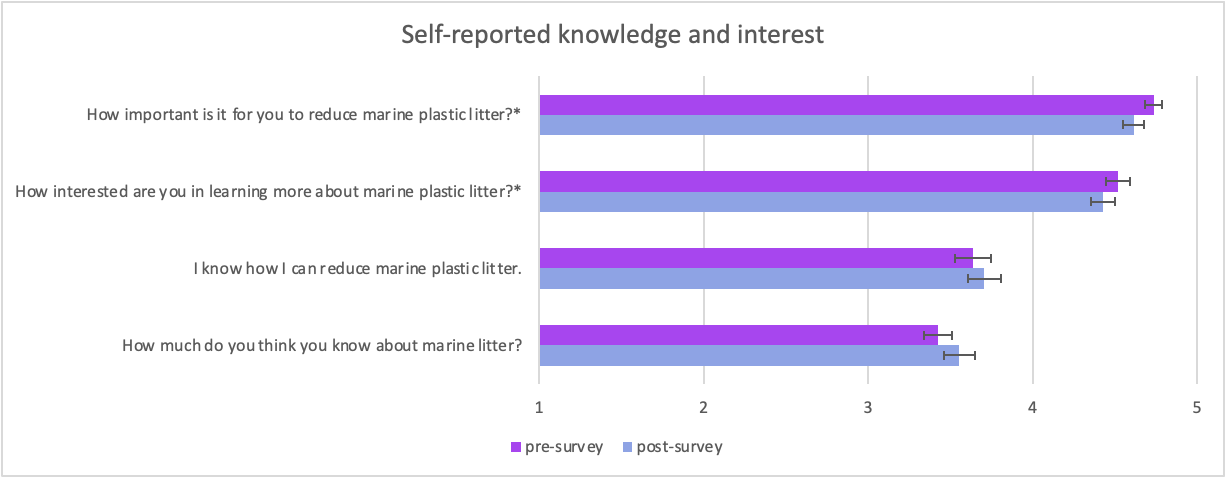 Self-reported knowledge and interest
How important is it for you to reduce marine plastic litter?*
How interested are you in learning more about marine plastic litter?*
I know how I can reduce marine plastic litter.
How much do you think you know about marine litter?
1 2 3 4 5
pre-survey post-survey